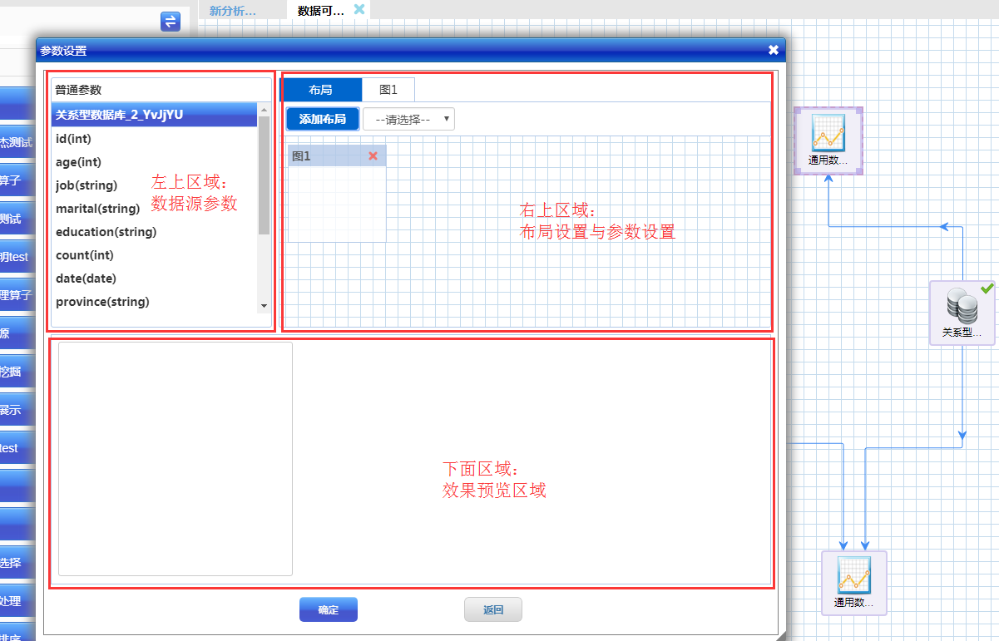 新分析...
数据可...
参数设置
普通参数
关系型数据库_2_YvJjYU
id(int)
age(int)
job(string)
marital(string)
education(string)
count(int)
date(date)
province(string)
左上区域:
数据源参数
布局
图1
添加布局
--请选择--
图1
右上区域:
布局设置与参数设置
下面区域:
效果预览区域
确定
返回
杰测试
算子
测试
明test
理算子
源
挖掘
展示
test
选择
处理
排序
通用数...
关系型...
通用数...